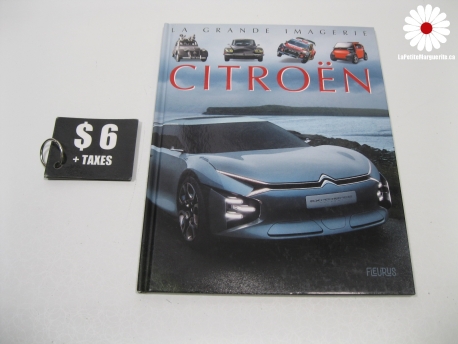 LaPetiteMarguerite.ca
LA GRANDE IMAGERIE
CITROËN
$6
+ TAXES
FLEURUS